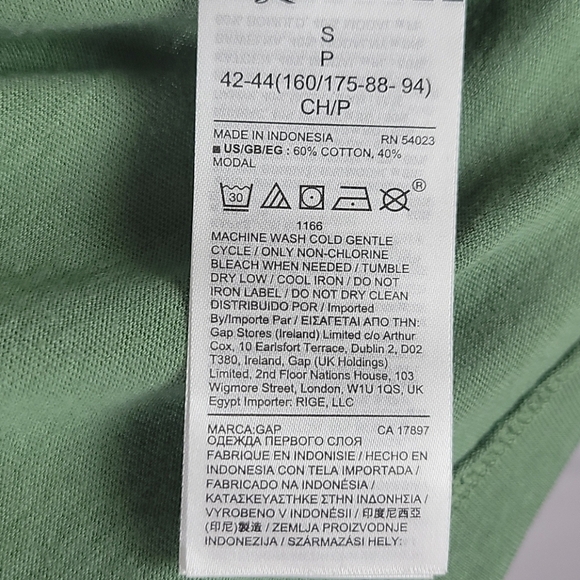 S
P
42-44(160/175-88- 94)
CH/P
MADE IN INDONESIA RN 54023
US/GB/EG : 60% COTTON, 40%
MODAL
30
®
1166
MACHINE WASH COLD GENTLE
CYCLE / ONLY NON-CHLORINE
BLEACH WHEN NEEDED / TUMBLE
DRY LOW / COOL IRON / DO NOT
IRON LABEL / DO NOT DRY CLEAN
DISTRIBUIDO POR / Imported
By/Importe Par / ΕΙΣΑΓΕΤΑΙ ΑΠΟ ΤΗΝ:
Gap Stores (Ireland) Limited c/o Arthur
Cox, 10 Earlsfort Terrace, Dublin 2, D02
T380, Ireland, Gap (UK Holdings)
Limited, 2nd Floor Nations House, 103
Wigmore Street, London, W1U 1QS, UK
Egypt Importer: RIGE, LLC
MARCA:GAP CA 17897
ОДЕЖДА ПЕРВОГО СЛОЯ
FABRIQUE EN INDONISIE / HECHO EN
INDONESIA CON TELA IMPORTADA /
FABRICADO NA INDONÉSIA /
ΚΑΤΑΣΚΕΥΑΣΤΗΚΕ ΣΤΗΝ ΙΝΔΟΝΗΣΙΑ /
VYROBENO V INDONÉSII / 印度尼西亞
(印尼)製造 / ZEMLJA PROIZVODNJE
INDONEZIJA / SZÁRMAZÁSI HELY: